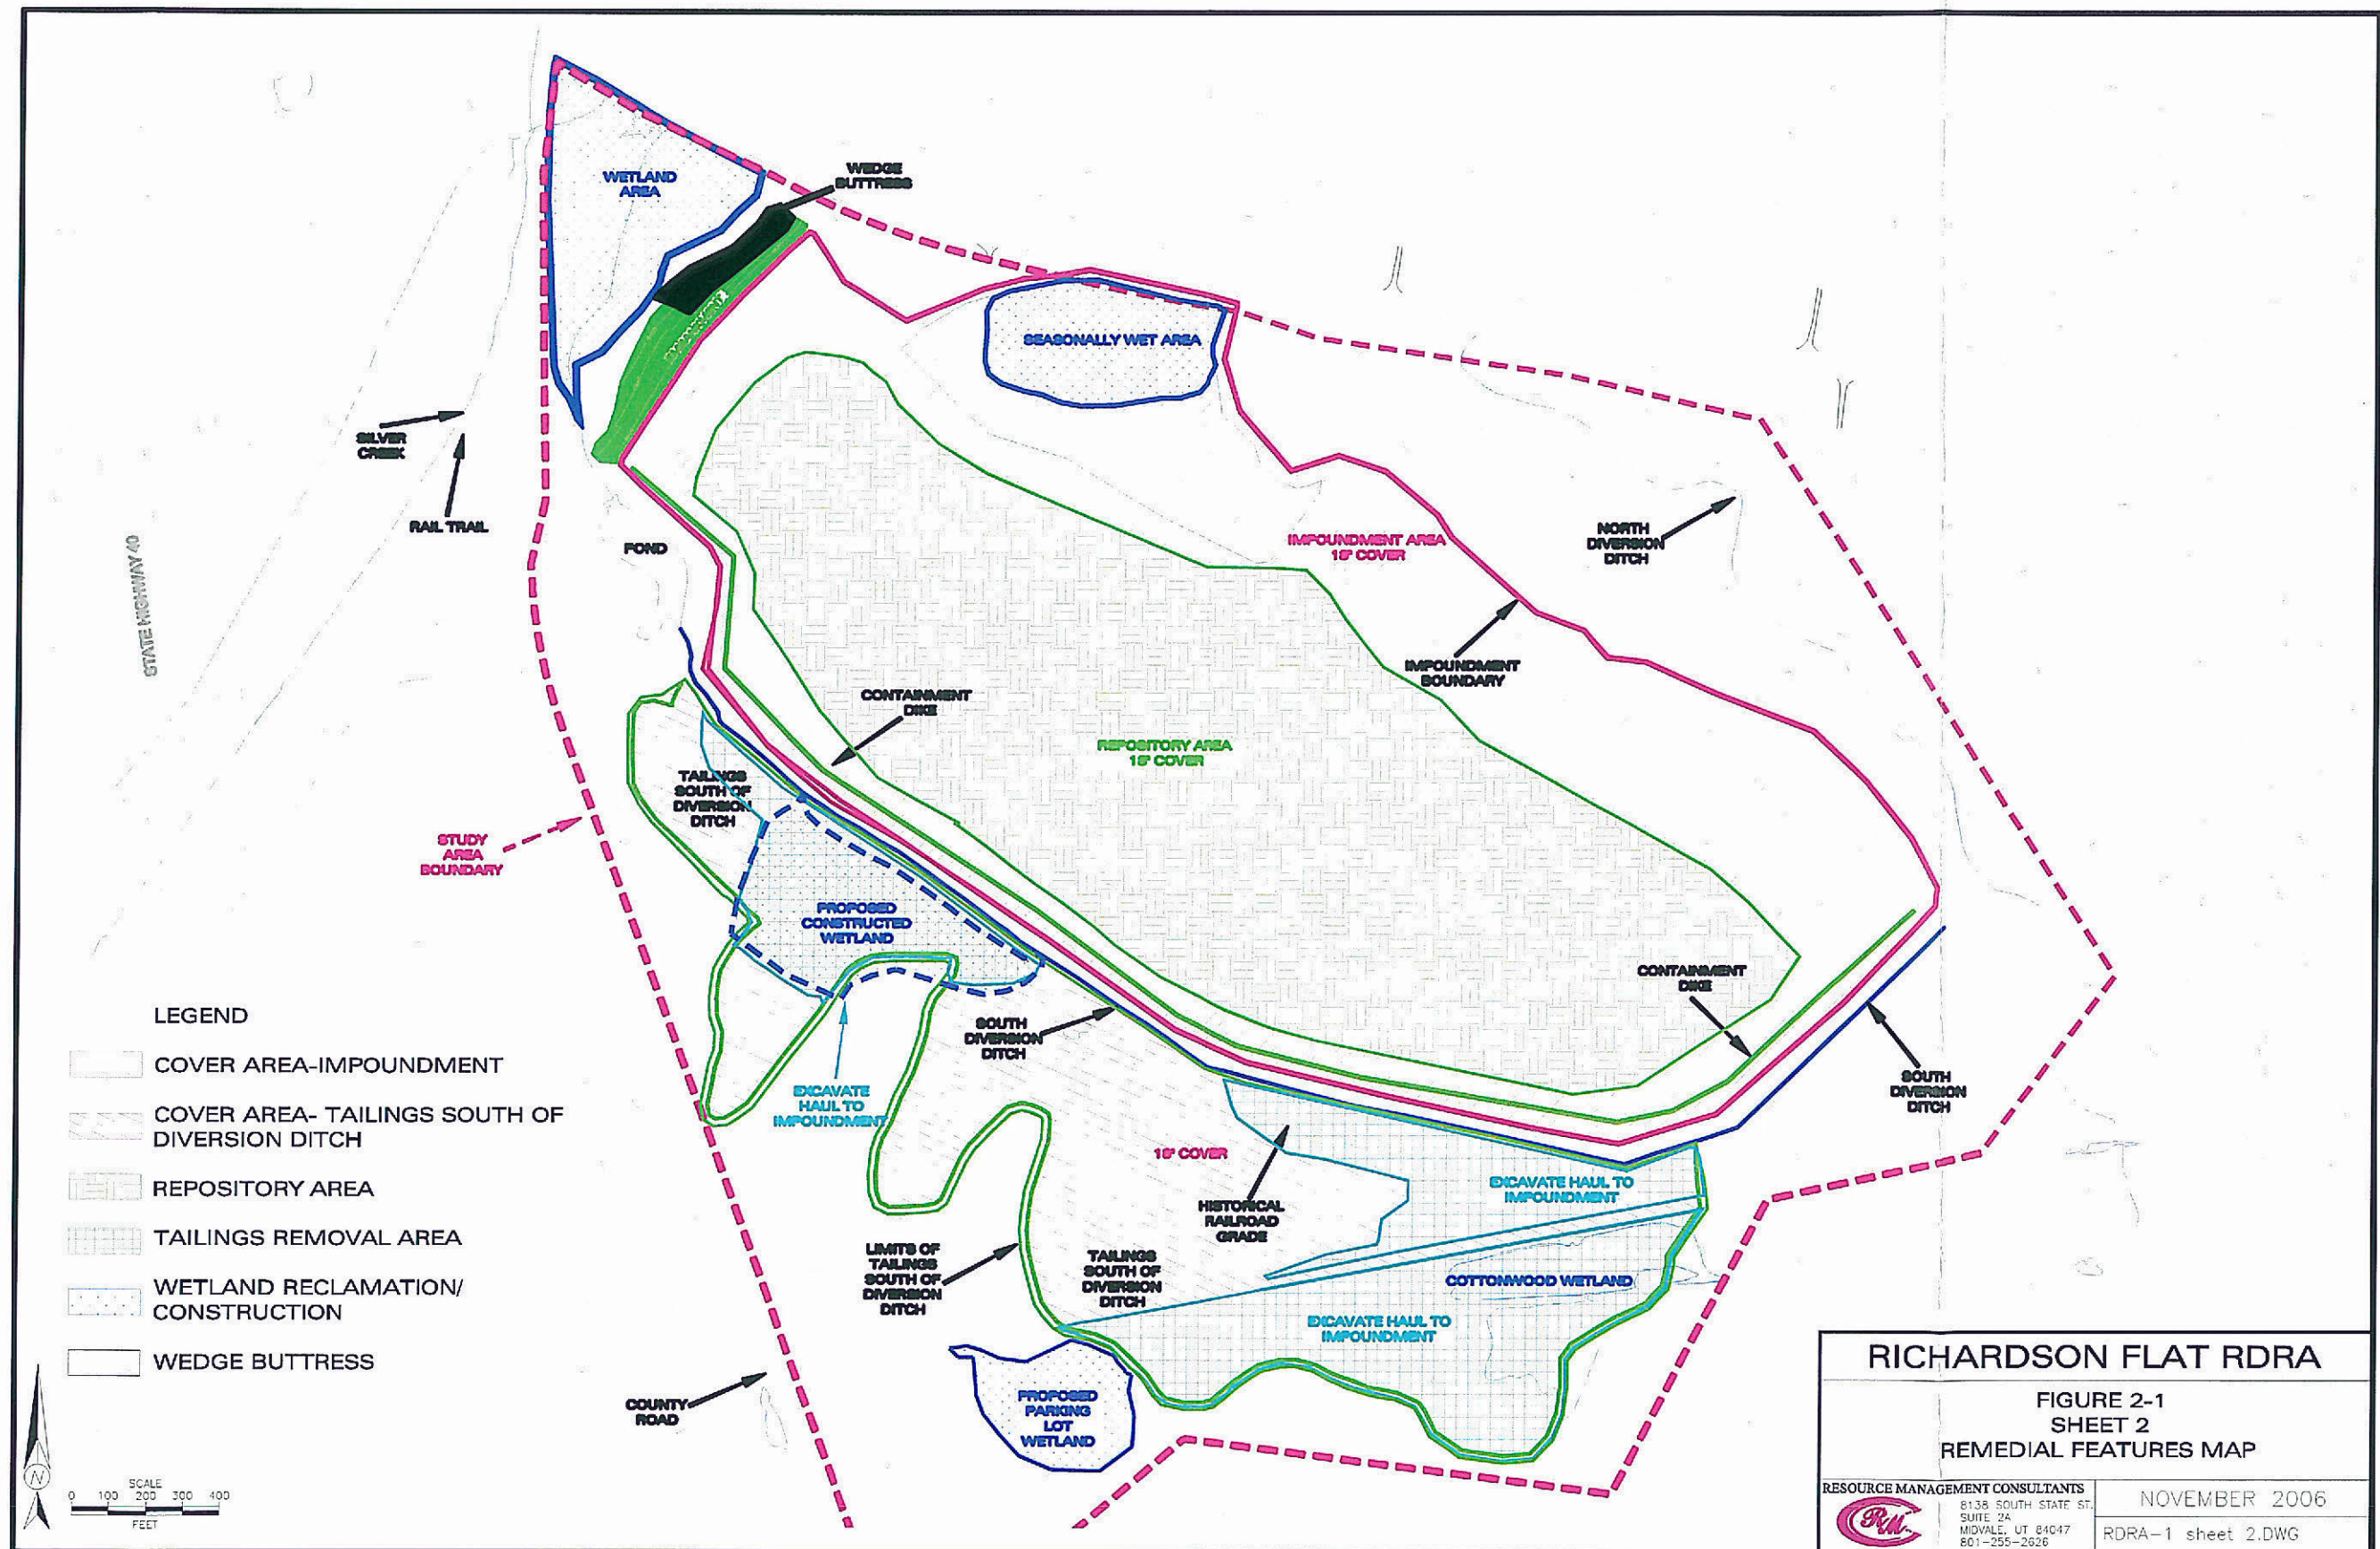 WETLAND
AREA
WEDGE
BUTTRESS
SEASONALLY WET AREA
SILVER
CREEK
RAIL TRAIL
STATE HIGHWAY 40
POND
IMPOUNDMENT AREA
18" COVER
NORTH
DIVERSION
DITCH
IMPOUNDMENT
BOUNDARY
CONTAINMENT
DIKE
REPOSITORY AREA
18" COVER
TAILINGS
SOUTH OF
DIVERSION
DITCH
STUDY
AREA
BOUNDARY
PROPOSED
CONSTRUCTED
WETLAND
CONTAINMENT
DIKE
SOUTH
DIVERSION
DITCH
SOUTH
DIVERSION
DITCH
EXCAVATE
HAUL TO
IMPOUNDMENT
18" COVER
HISTORICAL
RAILROAD
GRADE
EXCAVATE HAUL TO
IMPOUNDMENT
LIMITS OF
TAILINGS
SOUTH OF
DIVERSION
DITCH
TAILINGS
SOUTH OF
DIVERSION
DITCH
COTTONWOOD WETLAND
EXCAVATE HAUL TO
IMPOUNDMENT
COUNTY
ROAD
PROPOSED
PARKING
LOT
WETLAND
LEGEND
COVER AREA-IMPOUNDMENT
COVER AREA- TAILINGS SOUTH OF
DIVERSION DITCH
REPOSITORY AREA
TAILINGS REMOVAL AREA
WETLAND RECLAMATION/
CONSTRUCTION
WEDGE BUTTRESS
N
SCALE
0 100 200 300 400
FEET
RICHARDSON FLAT RDRA
FIGURE 2-1
SHEET 2
REMEDIAL FEATURES MAP
RESOURCE MANAGEMENT CONSULTANTS
RMC
8138 SOUTH STATE ST.
SUITE 2A
MIDVALE, UT 84047
801-255-2626
NOVEMBER 2006
RDRA-1 sheet 2.DWG